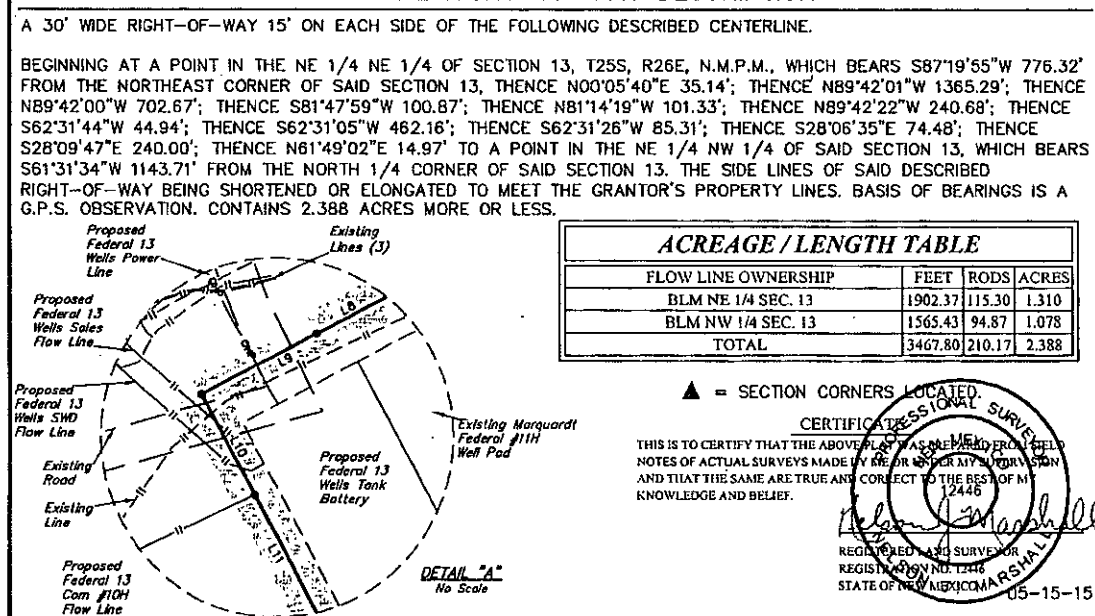 A 30' WIDE RIGHT-OF-WAY 15' ON EACH SIDE OF THE FOLLOWING DESCRIBED CENTERLINE.
BEGINNING AT A POINT IN THE NE 1/4 NE 1/4 OF SECTION 13, T25S, R26E, N.M.P.M., WHICH BEARS S87°19'55"W 776.32'
FROM THE NORTHEAST CORNER OF SAID SECTION 13, THENCE N00°05'40"E 35.14'; THENCE N89°42'01"W 1365.29'; THENCE
N89°42'00"W 702.67'; THENCE S81°47'59"W 100.87'; THENCE N81°14'19"W 101.33'; THENCE N89°42'22"W 240.68'; THENCE
S62°31'44"W 44.94'; THENCE S62°31'05"W 462.16'; THENCE S62°31'26"W 85.31'; THENCE S28°06'35"E 74.48'; THENCE
S28°09'47"E 240.00'; THENCE N61°49'02"E 14.97' TO A POINT IN THE NE 1/4 NW 1/4 OF SAID SECTION 13, WHICH BEARS
S61°31'34"W 1143.71' FROM THE NORTH 1/4 CORNER OF SAID SECTION 13. THE SIDE LINES OF SAID DESCRIBED
RIGHT-OF-WAY BEING SHORTENED OR ELONGATED TO MEET THE GRANTOR'S PROPERTY LINES. BASIS OF BEARINGS IS A
G.P.S. OBSERVATION. CONTAINS 2.388 ACRES MORE OR LESS.
Proposed
Federal 13
Wells Power
Line
Existing
Lines (3)
Proposed
Federal 13
Wells Sales
Flow Line
L8
L9
Proposed
Federal 13
Wells SWD
Flow Line
Existing Marquardt
Federal #11H
Well Pad
L10
Proposed
Federal 13
Wells Tank
Battery
Existing
Road
Existing
Line
L11
Proposed
Federal 13
Com #10H
Flow Line
DETAIL "A"
No Scale
ACREAGE / LENGTH TABLE
FLOW LINE OWNERSHIP FEET RODS ACRES
BLM NE 1/4 SEC. 13 1902.37 115.30 1.310
BLM NW 1/4 SEC. 13 1565.43 94.87 1.078
TOTAL 3467.80 210.17 2.388
▲ = SECTION CORNERS LOCATED.
CERTIFICATE
THIS IS TO CERTIFY THAT THE ABOVE PLAT WAS PREPARED FROM FIELD
NOTES OF ACTUAL SURVEYS MADE BY ME OR UNDER MY SUPERVISION
AND THAT THE SAME ARE TRUE AND CORRECT TO THE BEST OF MY
KNOWLEDGE AND BELIEF.
Nelson J. Marshall
REGISTERED LAND SURVEYOR
REGISTRATION NO. 12446
STATE OF NEW MEXICO
05-15-15
PROFESSIONAL SURVEYOR
NEW MEXICO
12446
NELSON J. MARSHALL